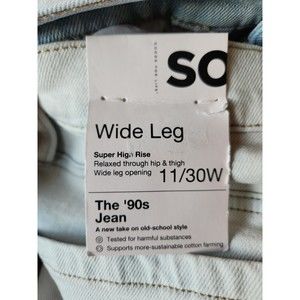 SO
Wide Leg
Super High Rise
Relaxed through hip & thigh
Wide leg opening
11/30W
The '90s
Jean
A new take on old-school style
Tested for harmful substances
Supports more-sustainable cotton farming